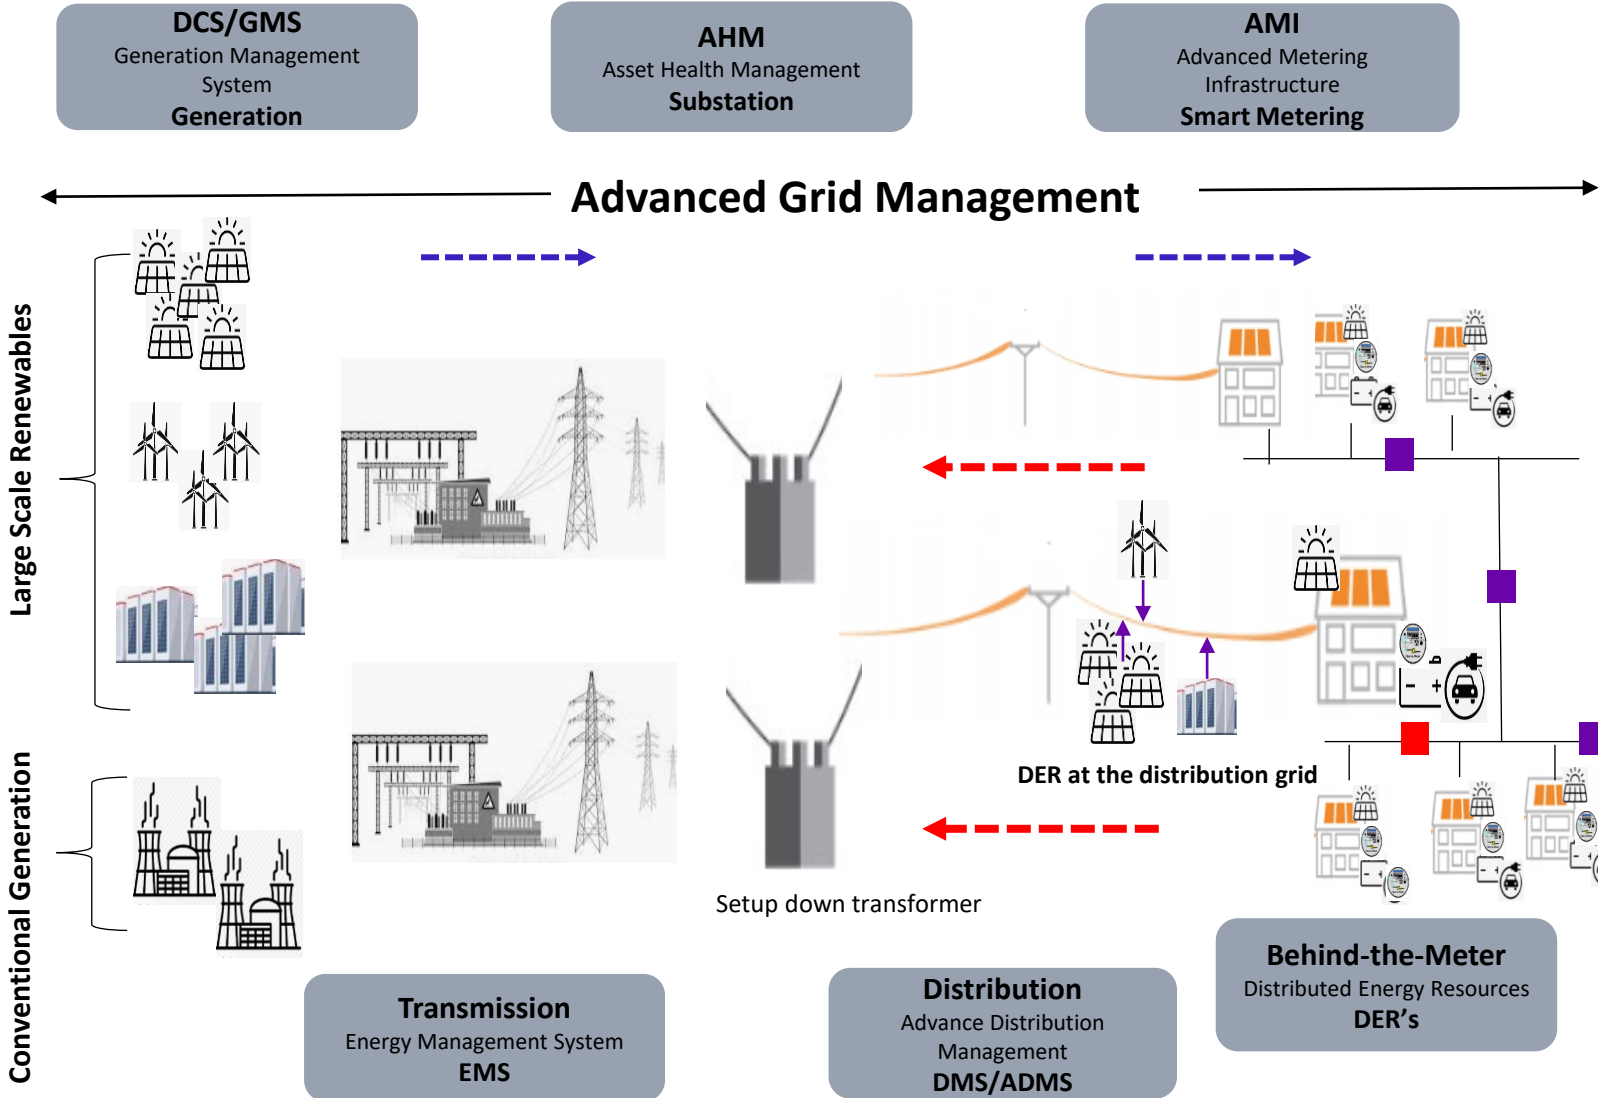 DCS/GMS
Generation Management
System
Generation
AHM
Asset Health Management
Substation
AMI
Advanced Metering
Infrastructure
Smart Metering
Advanced Grid Management
Large Scale Renewables
Conventional Generation
DER at the distribution grid
Setup down transformer
Transmission
Energy Management System
EMS
Distribution
Advance Distribution
Management
DMS/ADMS
Behind-the-Meter
Distributed Energy Resources
DER's